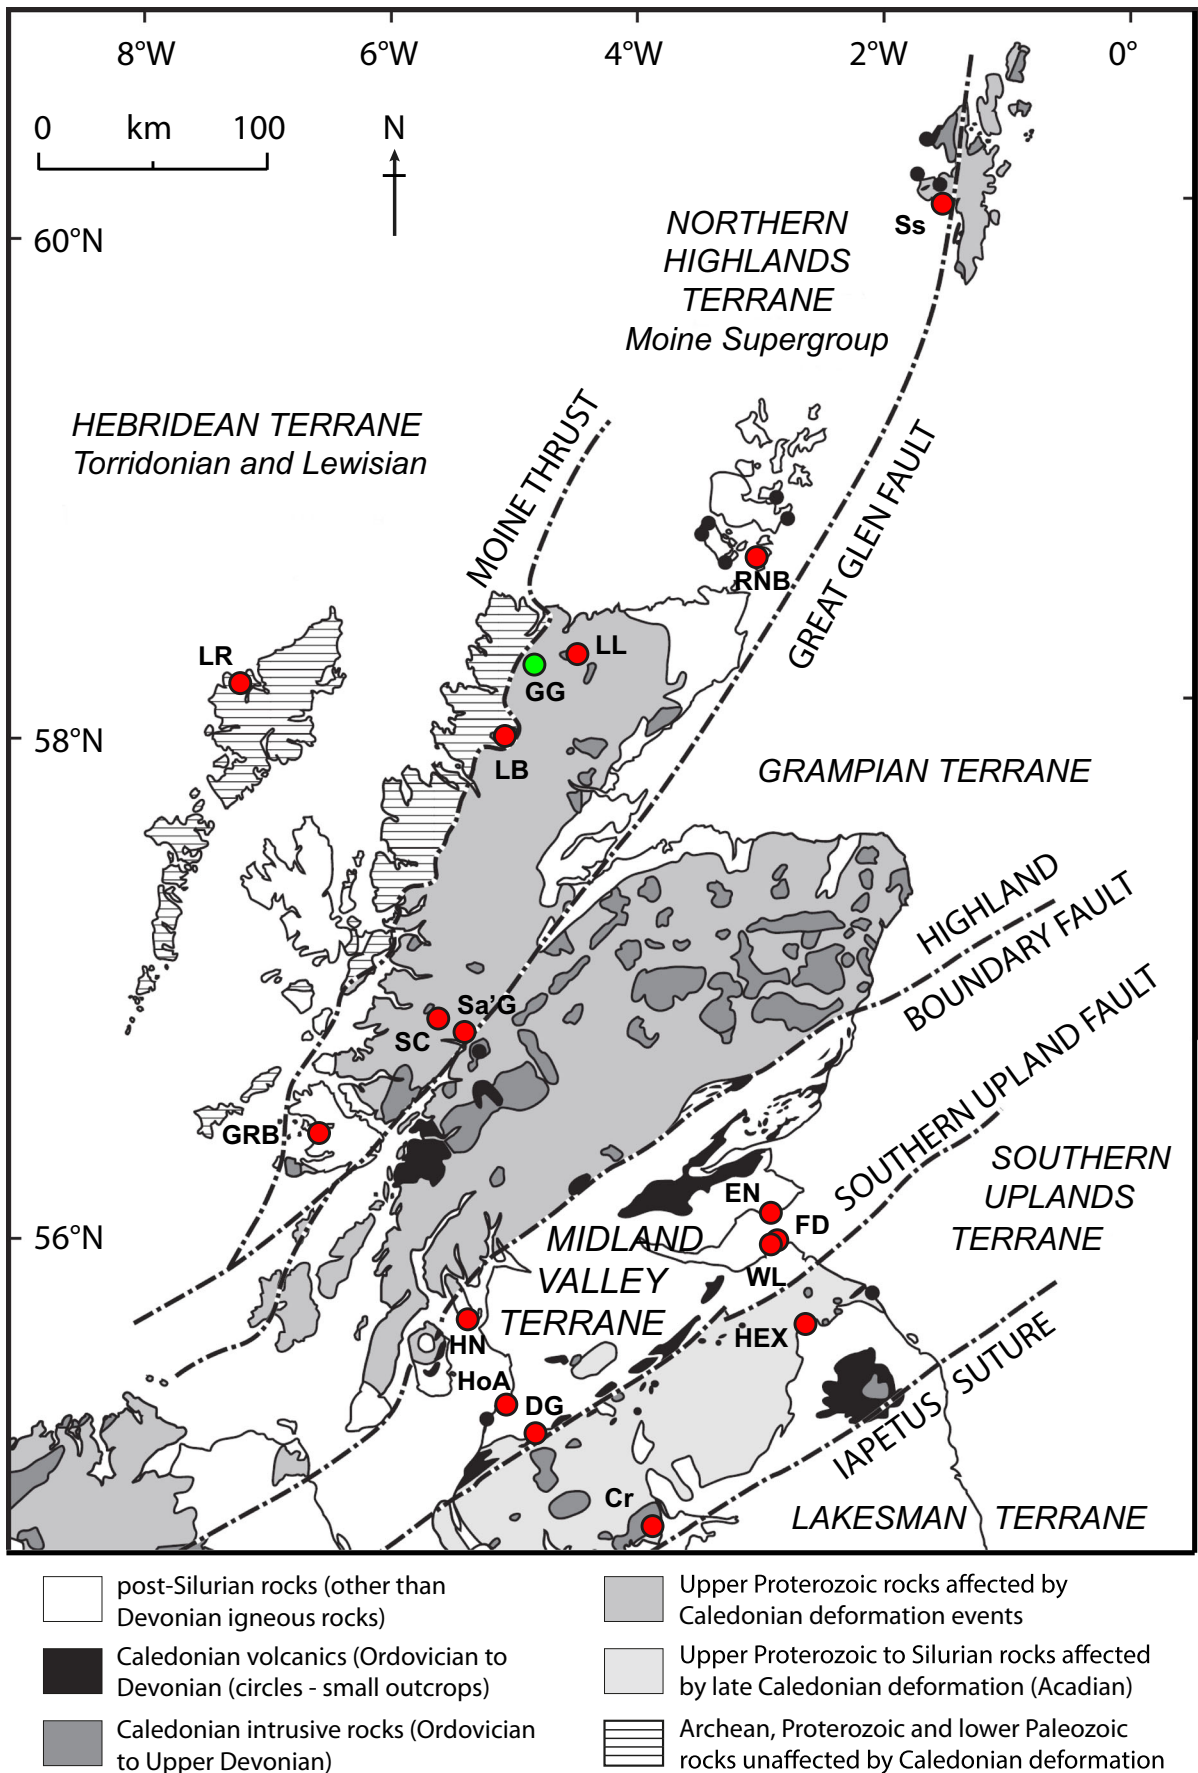 8°W 6°W 4°W 2°W 0°
0 km 100
N
60°N
NORTHERN
HIGHLANDS
TERRANE
Moine Supergroup
Ss
HEBRIDEAN TERRANE
Torridonian and Lewisian
MOINE THRUST
GREAT GLEN FAULT
RNB
LR
LL
GG
58°N
LB
GRAMPIAN TERRANE
HIGHLAND
BOUNDARY FAULT
Sa'G
SC
SOUTHERN UPLAND FAULT
GRB
SOUTHERN
UPLANDS
TERRANE
EN
FD
56°N
MIDLAND
VALLEY
TERRANE
WL
HN
HEX
IAPETUS SUTURE
HoA
DG
Cr
LAKESMAN TERRANE
post-Silurian rocks (other than
Devonian igneous rocks)
Caledonian volcanics (Ordovician to
Devonian (circles - small outcrops)
Caledonian intrusive rocks (Ordovician
to Upper Devonian)
Upper Proterozoic rocks affected by
Caledonian deformation events
Upper Proterozoic to Silurian rocks affected
by late Caledonian deformation (Acadian)
Archean, Proterozoic and lower Paleozoic
rocks unaffected by Caledonian deformation